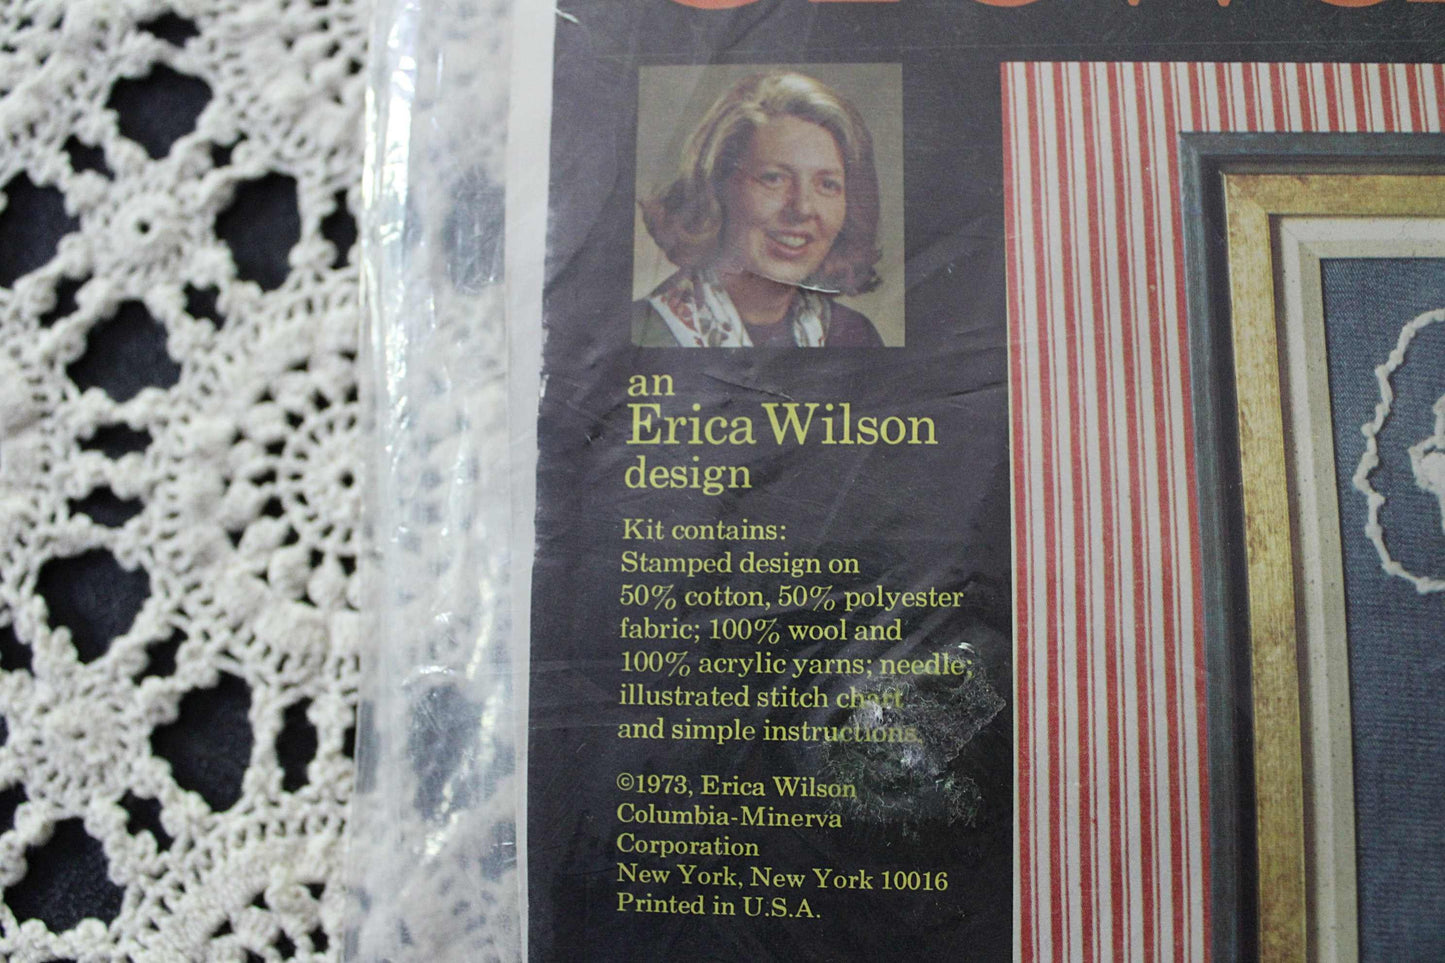 an
Erica Wilson
design
Kit contains:
Stamped design on
50% cotton, 50% polyester
fabric; 100% wool and
100% acrylic yarns; needle;
illustrated stitch chart
and simple instructions.
©1973, Erica Wilson
Columbia-Minerva
Corporation
New York, New York 10016
Printed in U.S.A.